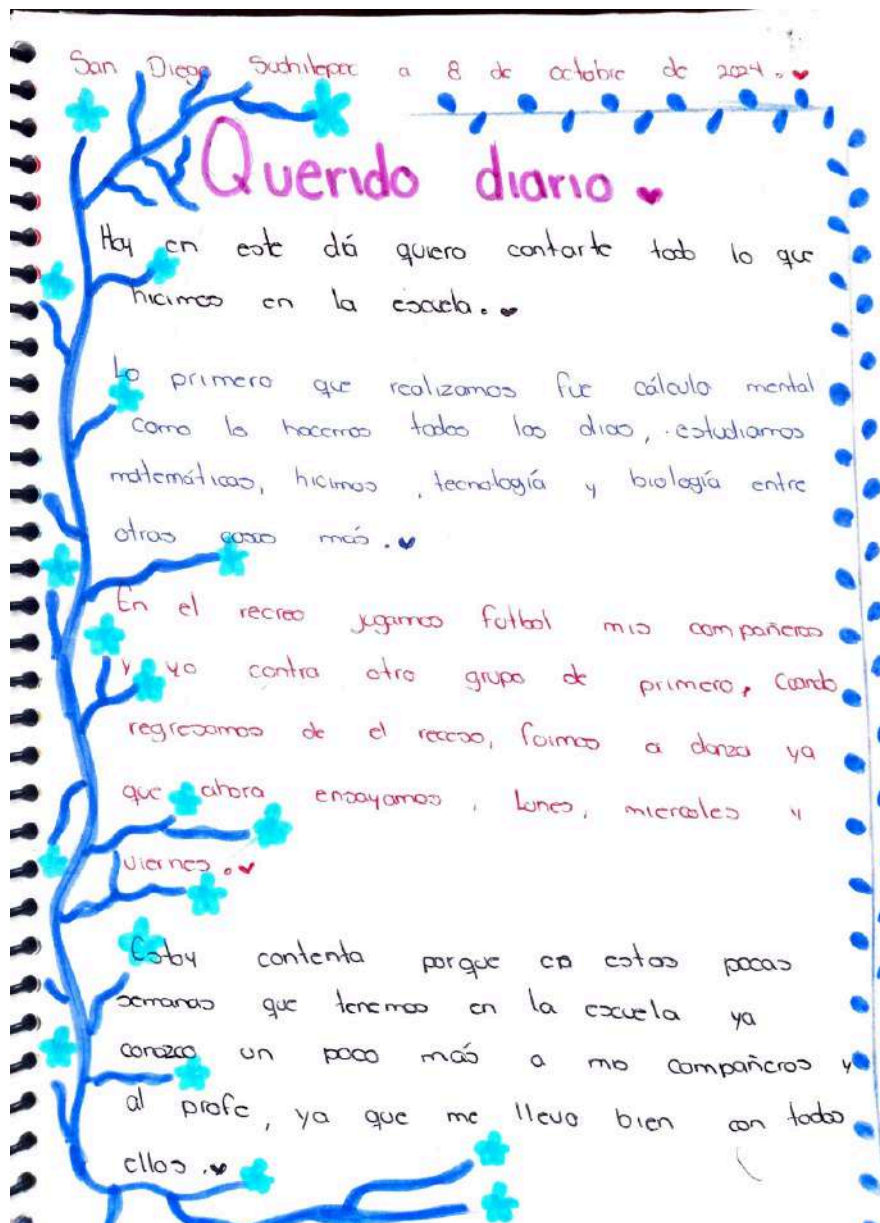 San Diego Suchilepec a 8 de octubre de 2024.
Querido diario
Hoy en este diá quiero contarte todo lo que
hicimos en la escuela.
Lo primero que realizamos fue cálculo mental
como lo hacemos todos los dias, estudiamos
matemáticas, hicimos , tecnología y biología entre
otras cosas más.
En el recreo jugamos futbol mis compañeros
y yo contra otro grupo de primero, Cuando
regresamos de el receso, fuimos a danza ya
que ahora ensayamos , Lunes, miercoles y
viernes.
Estoy contenta porque en estas pocas
semanas que tenemos en la escuela ya
conozco un poco más a mis compañeros y
al profe, ya que me llevo bien con todos
ellos.